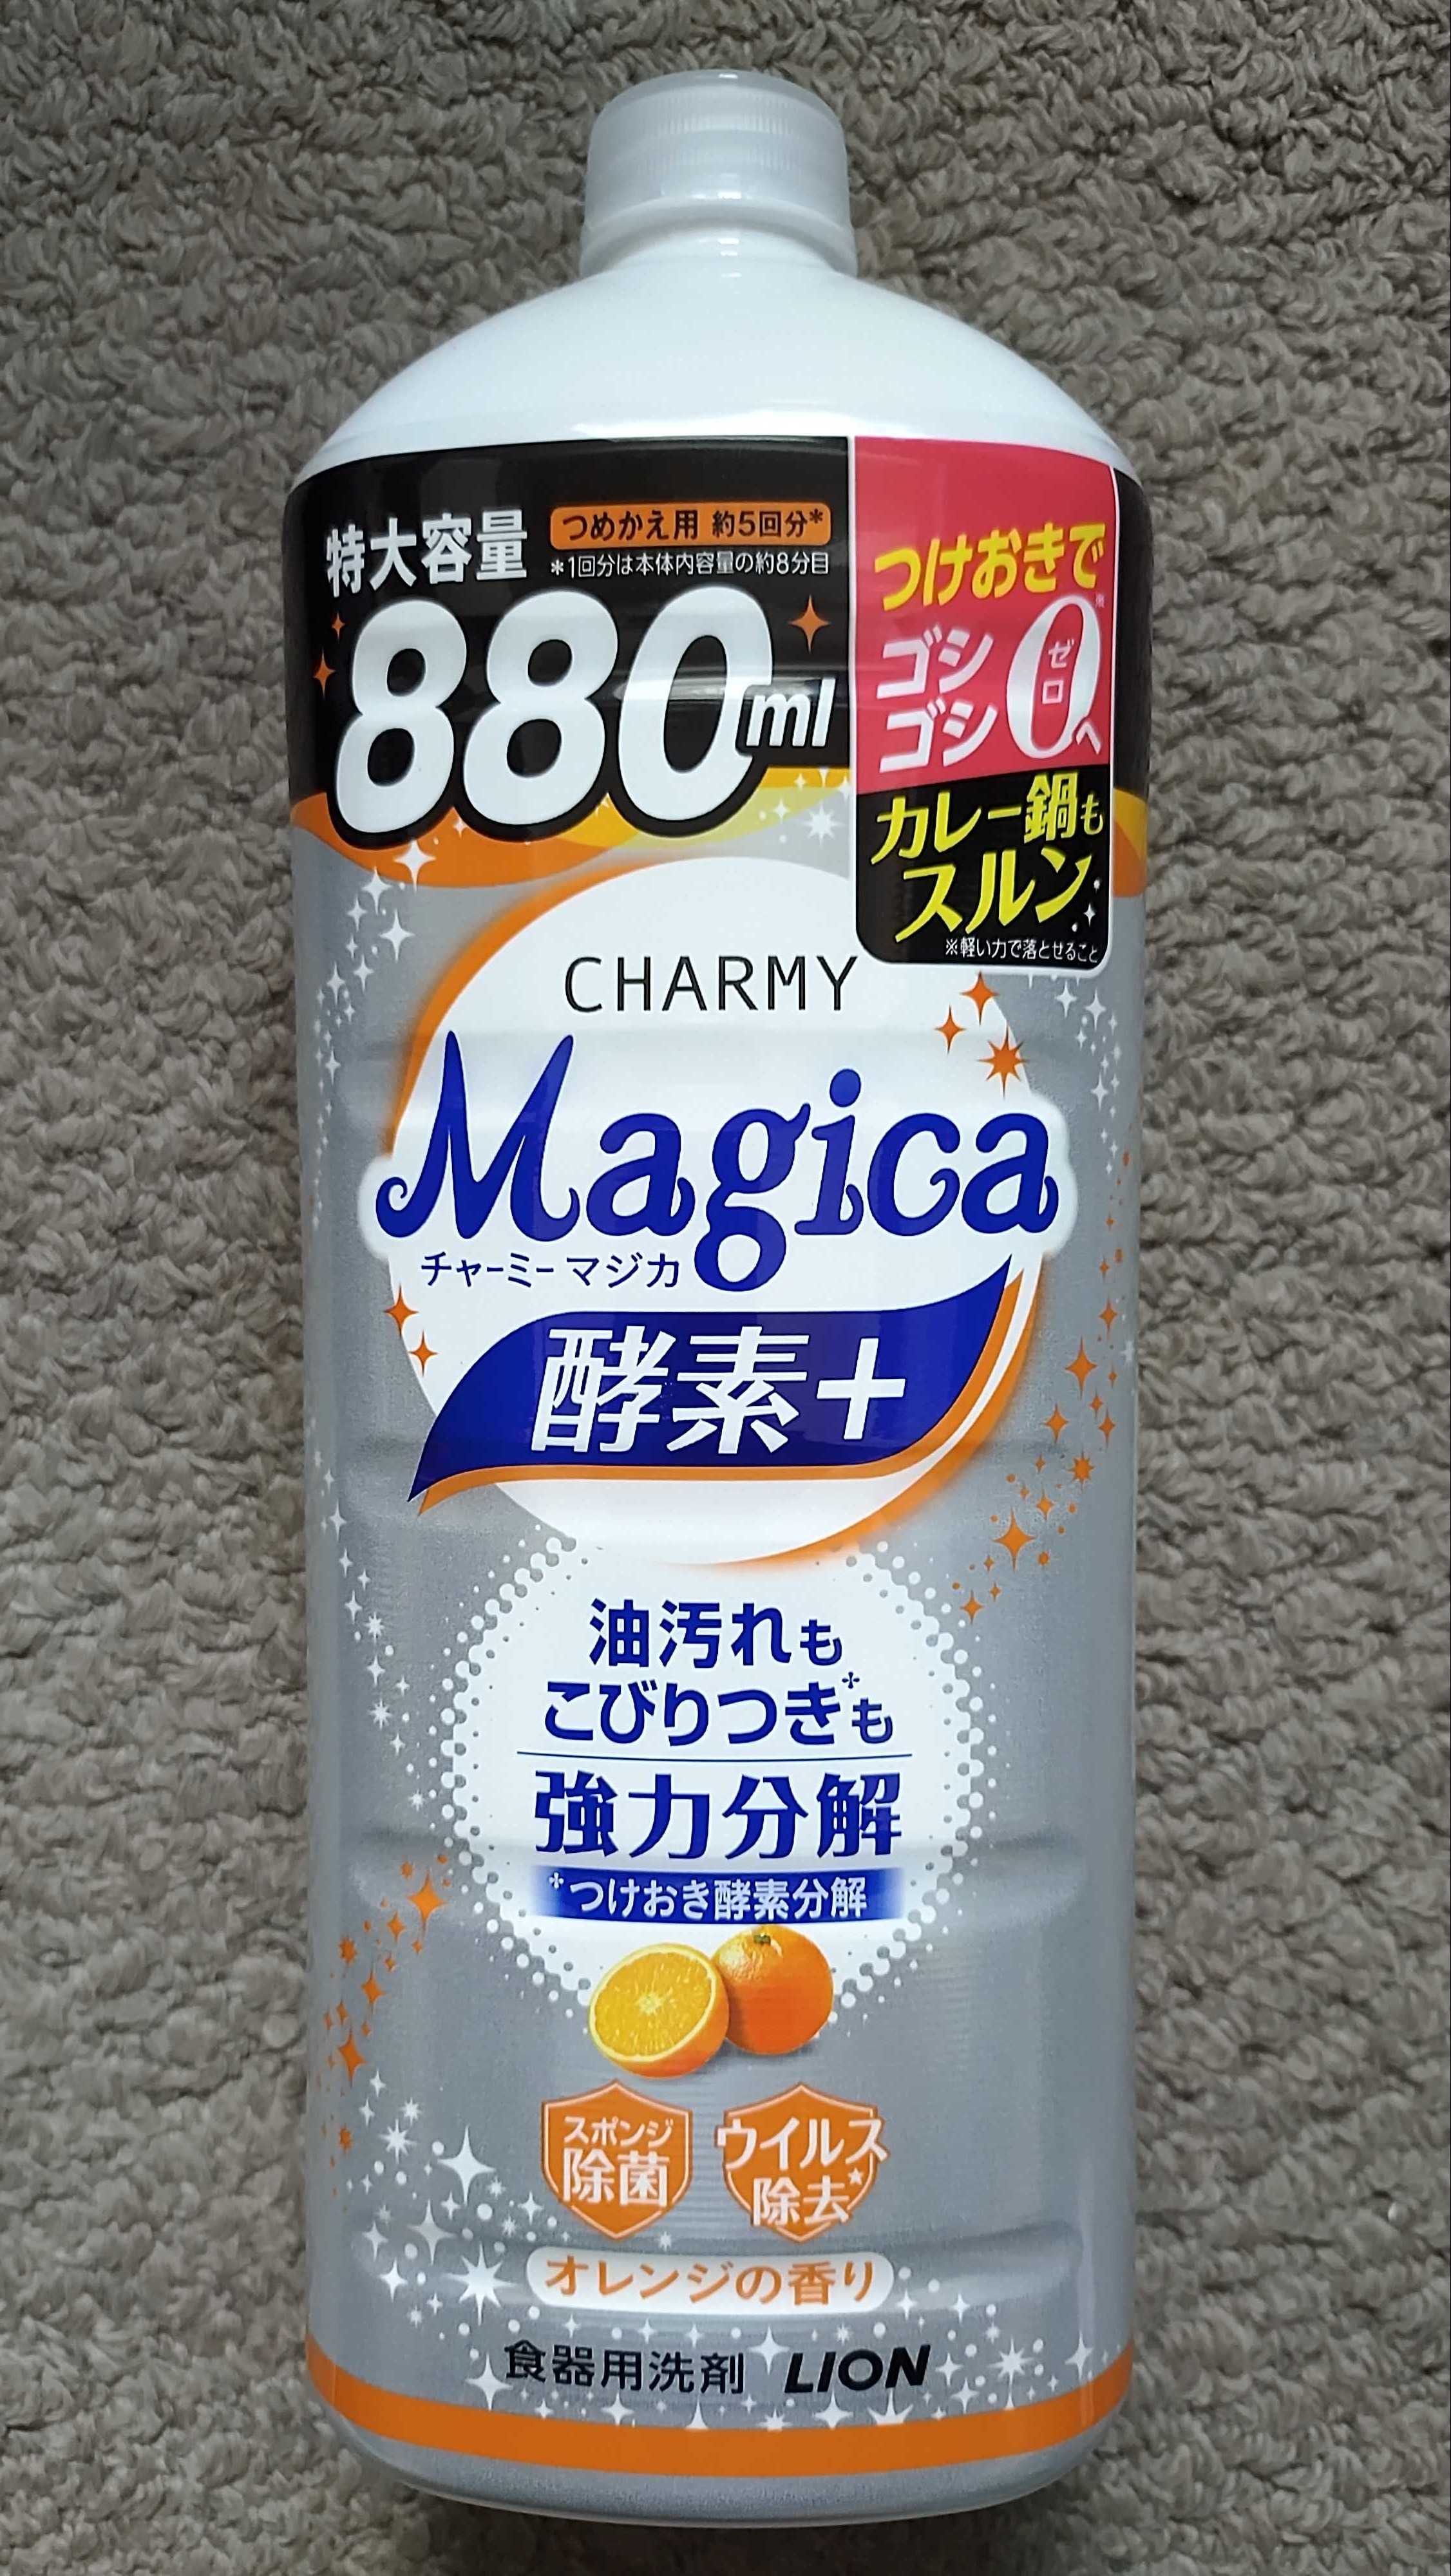 特大容量
つめかえ用 約5回分*
*1回分は本体内容量の約8分目
880ml
つけおきで
ゴシ
ゴシ
0※へ
ゼロ
カレー鍋も
スルン
※軽い力で落とせること
CHARMY
Magica
チャーミー マジカ
酵素+
油汚れも
こびりつき*も
強力分解
*つけおき酵素分解
スポンジ
除菌
ウイルス
除去★
オレンジの香り
食器用洗剤 LION